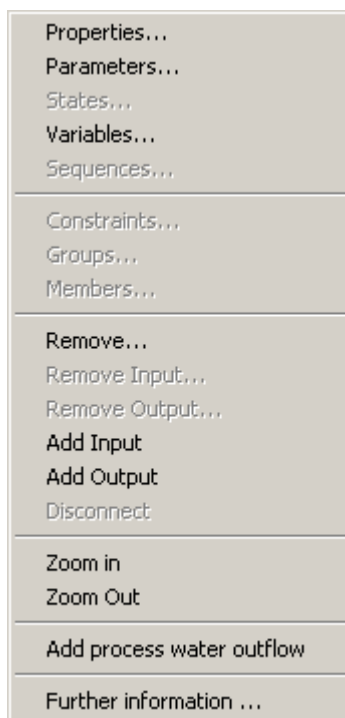 Properties...
Parameters...
States...
Variables...
Sequences...
Constraints...
Groups...
Members...
Remove...
Remove Input...
Remove Output...
Add Input
Add Output
Disconnect
Zoom in
Zoom Out
Add process water outflow
Further information ...